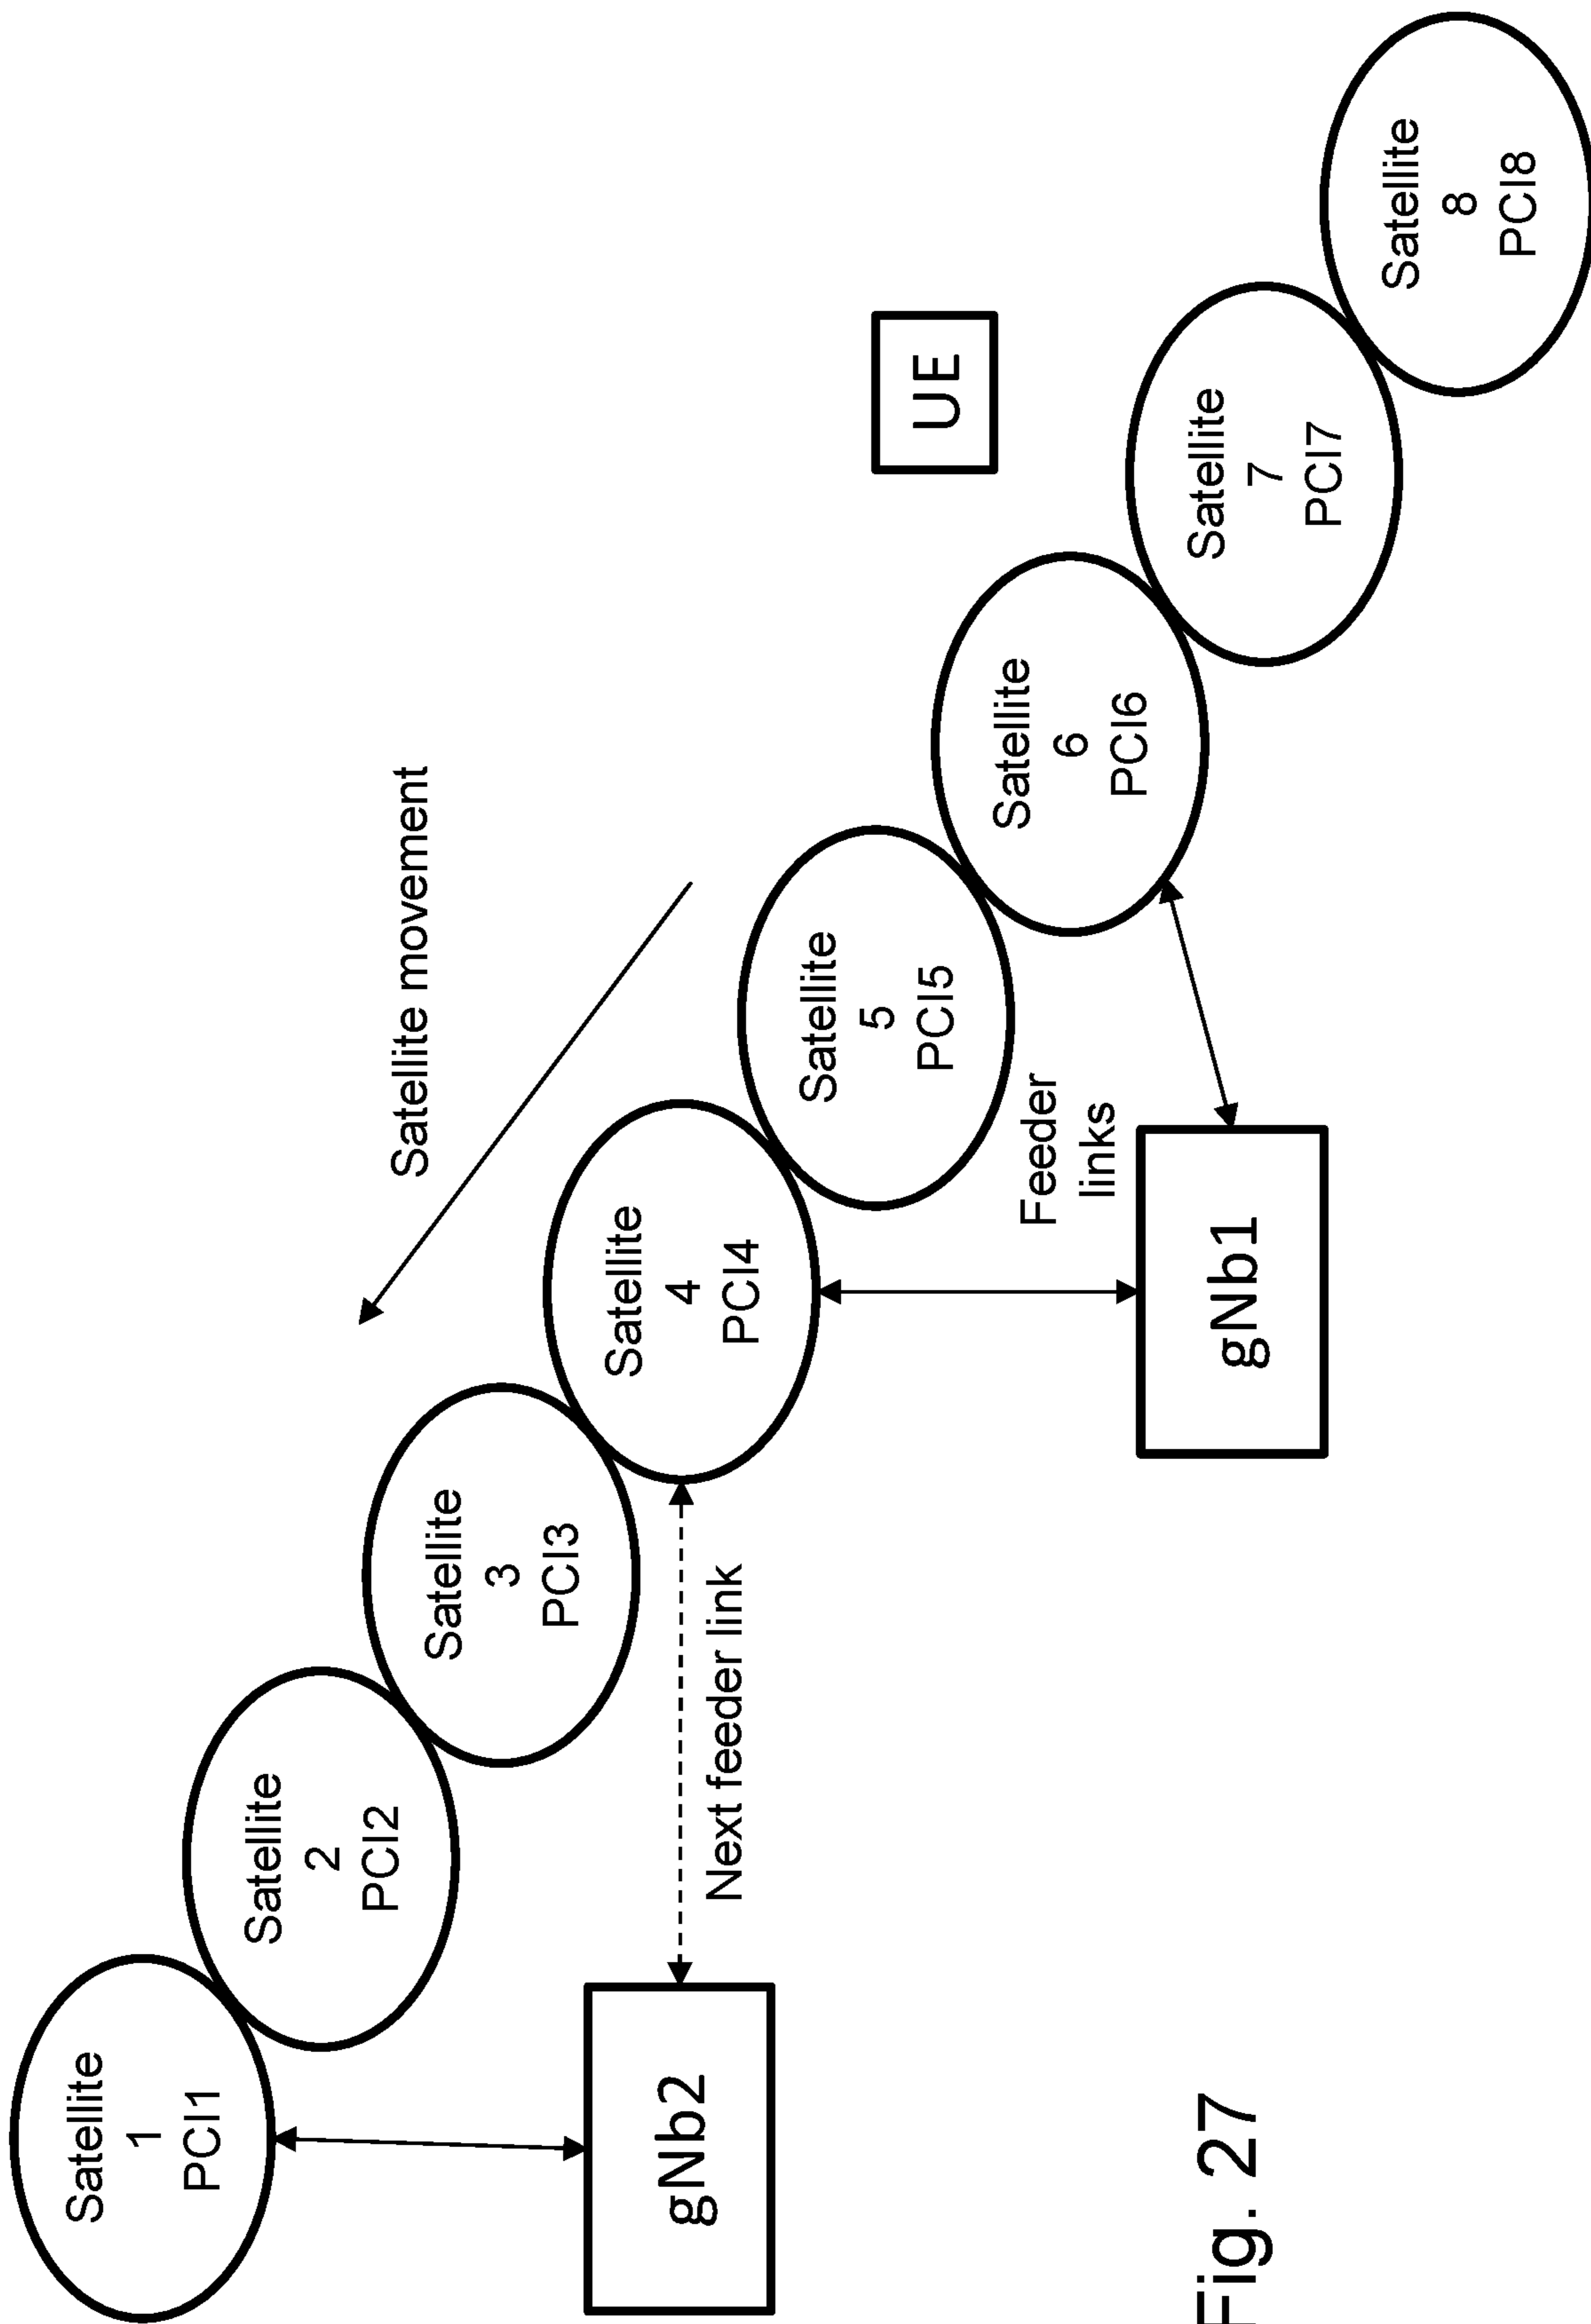 Satellite
1
PCI1
Satellite
2
PCI2
Satellite
3
PCI3
Satellite
4
PCI4
Satellite
5
PCI5
Satellite
6
PCI6
Satellite
7
PCI7
Satellite
8
PCI8
Satellite movement
UE
Next feeder link
Feeder
links
gNb2
gNb1
Fig. 27